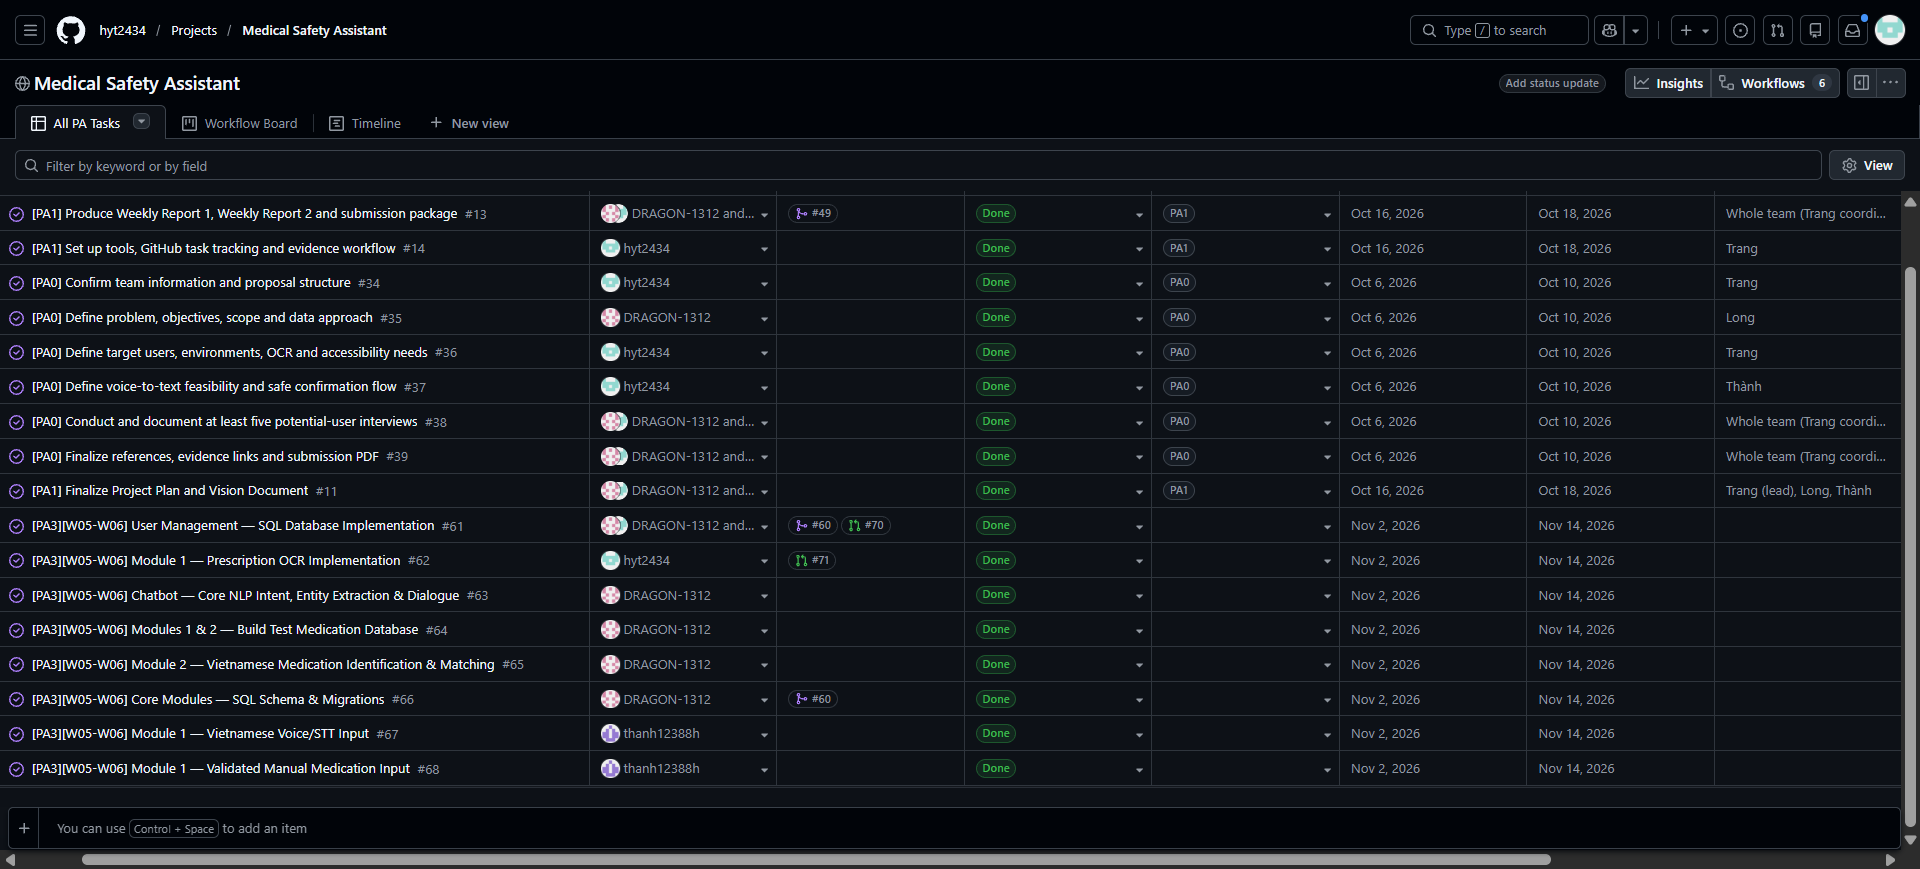 hyt2434 / Projects / Medical Safety Assistant
Type / to search
Medical Safety Assistant
Add status update
Insights
Workflows 6
All PA Tasks
Workflow Board
Timeline
New view
Filter by keyword or by field
View
[PA1] Produce Weekly Report 1, Weekly Report 2 and submission package #13 DRAGON-1312 and... #49 Done PA1 Oct 16, 2026 Oct 18, 2026 Whole team (Trang coordi...
[PA1] Set up tools, GitHub task tracking and evidence workflow #14 hyt2434 Done PA1 Oct 16, 2026 Oct 18, 2026 Trang
[PA0] Confirm team information and proposal structure #34 hyt2434 Done PA0 Oct 6, 2026 Oct 10, 2026 Trang
[PA0] Define problem, objectives, scope and data approach #35 DRAGON-1312 Done PA0 Oct 6, 2026 Oct 10, 2026 Long
[PA0] Define target users, environments, OCR and accessibility needs #36 hyt2434 Done PA0 Oct 6, 2026 Oct 10, 2026 Trang
[PA0] Define voice-to-text feasibility and safe confirmation flow #37 hyt2434 Done PA0 Oct 6, 2026 Oct 10, 2026 Thành
[PA0] Conduct and document at least five potential-user interviews #38 DRAGON-1312 and... Done PA0 Oct 6, 2026 Oct 10, 2026 Whole team (Trang coordi...
[PA0] Finalize references, evidence links and submission PDF #39 DRAGON-1312 and... Done PA0 Oct 6, 2026 Oct 10, 2026 Whole team (Trang coordi...
[PA1] Finalize Project Plan and Vision Document #11 DRAGON-1312 and... Done PA1 Oct 16, 2026 Oct 18, 2026 Trang (lead), Long, Thành
[PA3][W05-W06] User Management — SQL Database Implementation #61 DRAGON-1312 and... #60 #70 Done Nov 2, 2026 Nov 14, 2026
[PA3][W05-W06] Module 1 — Prescription OCR Implementation #62 hyt2434 #71 Done Nov 2, 2026 Nov 14, 2026
[PA3][W05-W06] Chatbot — Core NLP Intent, Entity Extraction & Dialogue #63 DRAGON-1312 Done Nov 2, 2026 Nov 14, 2026
[PA3][W05-W06] Modules 1 & 2 — Build Test Medication Database #64 DRAGON-1312 Done Nov 2, 2026 Nov 14, 2026
[PA3][W05-W06] Module 2 — Vietnamese Medication Identification & Matching #65 DRAGON-1312 Done Nov 2, 2026 Nov 14, 2026
[PA3][W05-W06] Core Modules — SQL Schema & Migrations #66 DRAGON-1312 #60 Done Nov 2, 2026 Nov 14, 2026
[PA3][W05-W06] Module 1 — Vietnamese Voice/STT Input #67 thanh12388h Done Nov 2, 2026 Nov 14, 2026
[PA3][W05-W06] Module 1 — Validated Manual Medication Input #68 thanh12388h Done Nov 2, 2026 Nov 14, 2026
You can use Control + Space to add an item